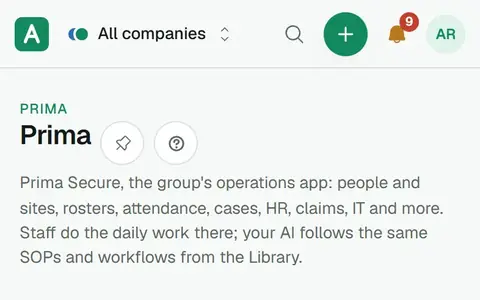 A
All companies
9
AR
PRIMA
Prima
Prima Secure, the group's operations app: people and
sites, rosters, attendance, cases, HR, claims, IT and more.
Staff do the daily work there; your AI follows the same
SOPs and workflows from the Library.